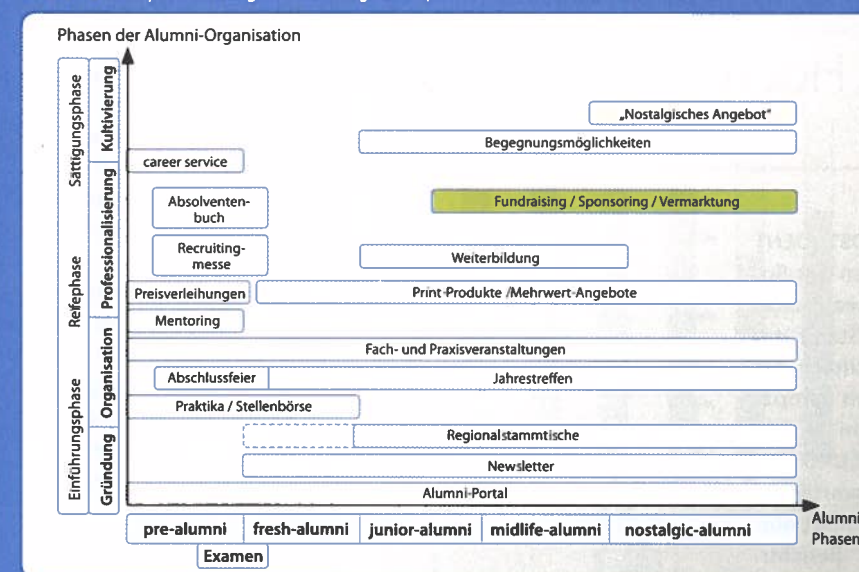 Phasen der Alumni-Organisation
Sättigungsphase
Reifephase
Einführungsphase
Kultivierung
Professionalisierung
Organisation
Gründung
„Nostalgisches Angebot"
Begegnungsmöglichkeiten
career service
Absolventen-
buch
Fundraising / Sponsoring / Vermarktung
Recruiting-
messe
Weiterbildung
Preisverleihungen
Print-Produkte /Mehrwert-Angebote
Mentoring
Fach- und Praxisveranstaltungen
Abschlussfeier
Jahrestreffen
Praktika / Stellenbörse
Regionalstammtische
Newsletter
Alumni-Portal
pre-alumni
fresh-alumni
junior-alumni
midlife-alumni
nostalgic-alumni
Alumni
Phasen
Examen